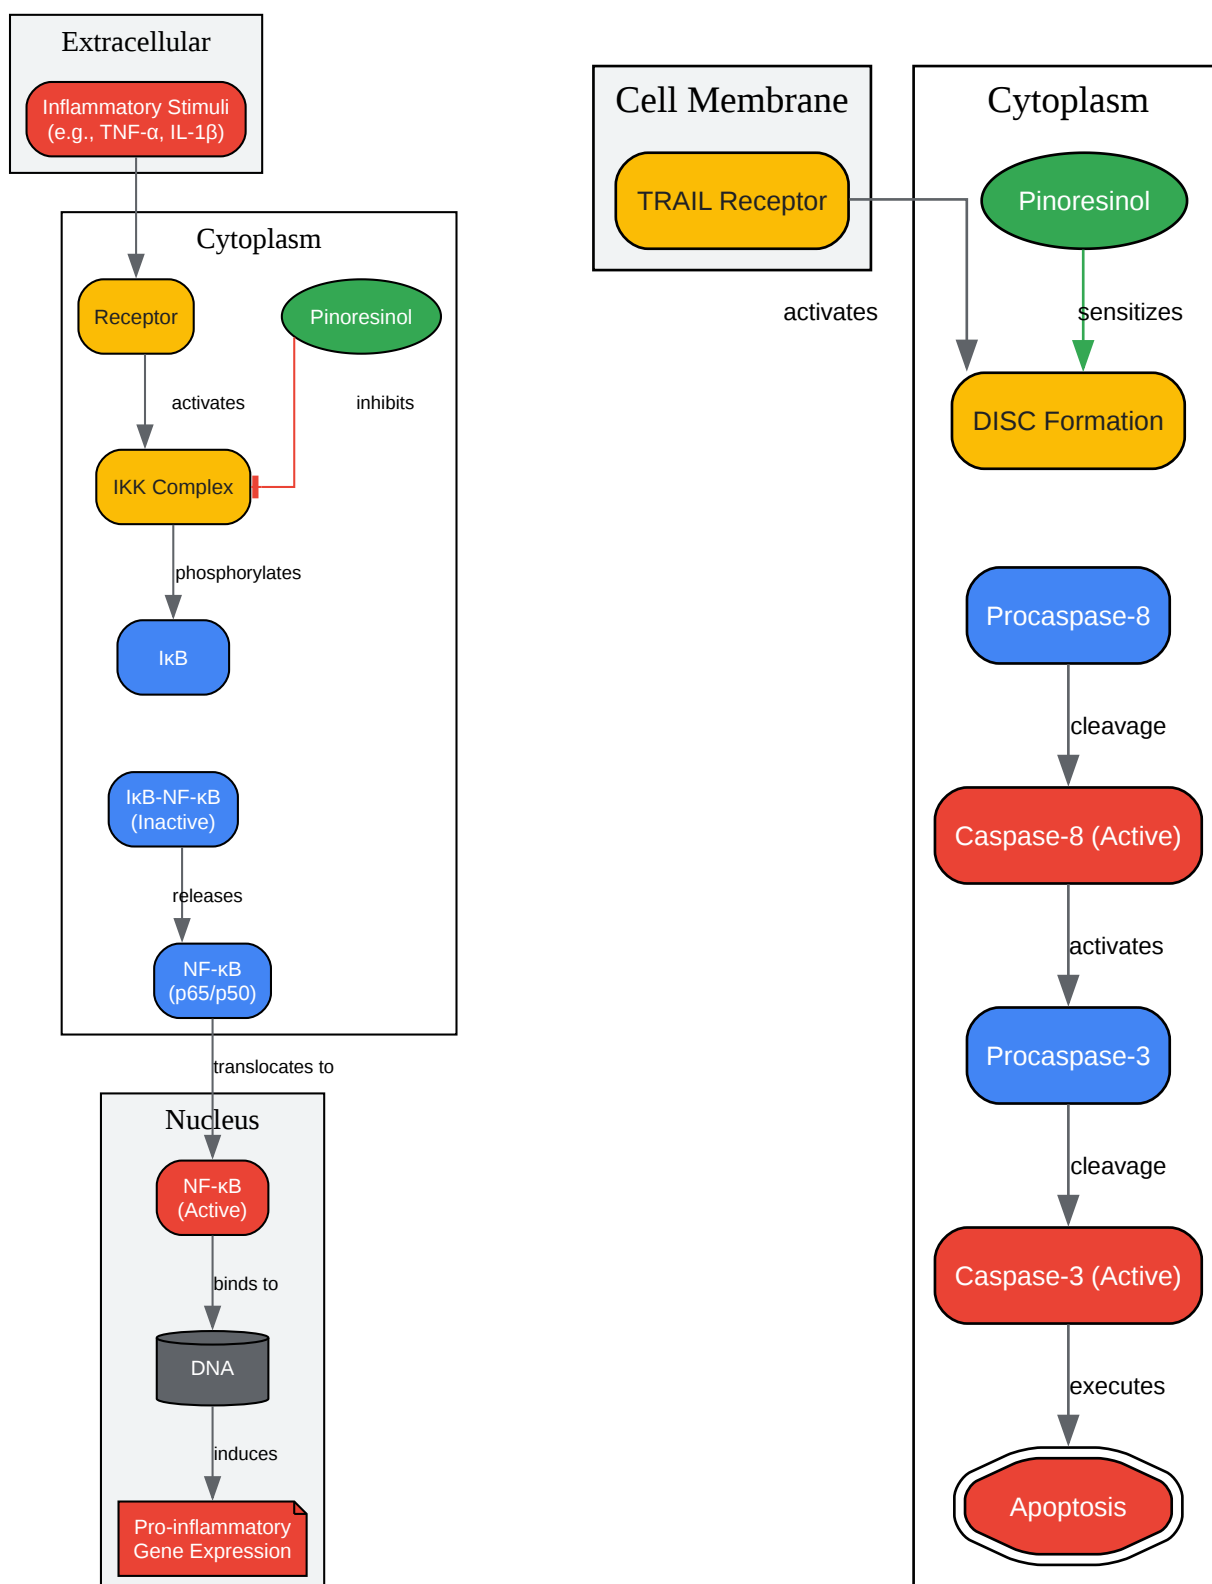 Extracellular
Inflammatory Stimuli
(e.g., TNF-α, IL-1β)
Cytoplasm
Receptor
Pinoresinol
activates
inhibits
IKK Complex
phosphorylates
IκB
IκB-NF-κB
(Inactive)
releases
NF-κB
(p65/p50)
translocates to
Nucleus
NF-κB
(Active)
binds to
DNA
induces
Pro-inflammatory
Gene Expression
Cell Membrane
TRAIL Receptor
activates
Cytoplasm
Pinoresinol
sensitizes
DISC Formation
Procaspase-8
cleavage
Caspase-8 (Active)
activates
Procaspase-3
cleavage
Caspase-3 (Active)
executes
Apoptosis